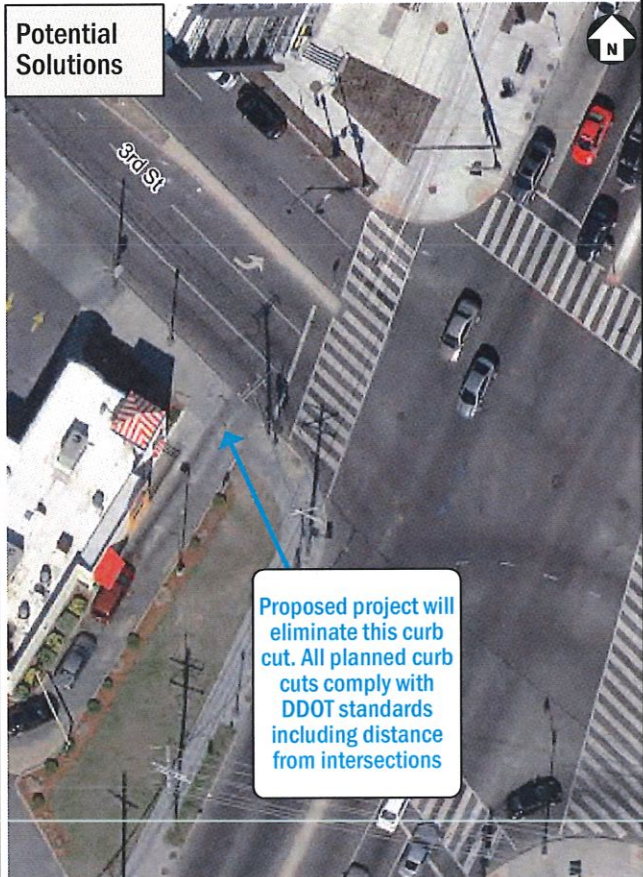 Potential
Solutions
N
3rd St
Proposed project will
eliminate this curb
cut. All planned curb
cuts comply with
DDOT standards
including distance
from intersections